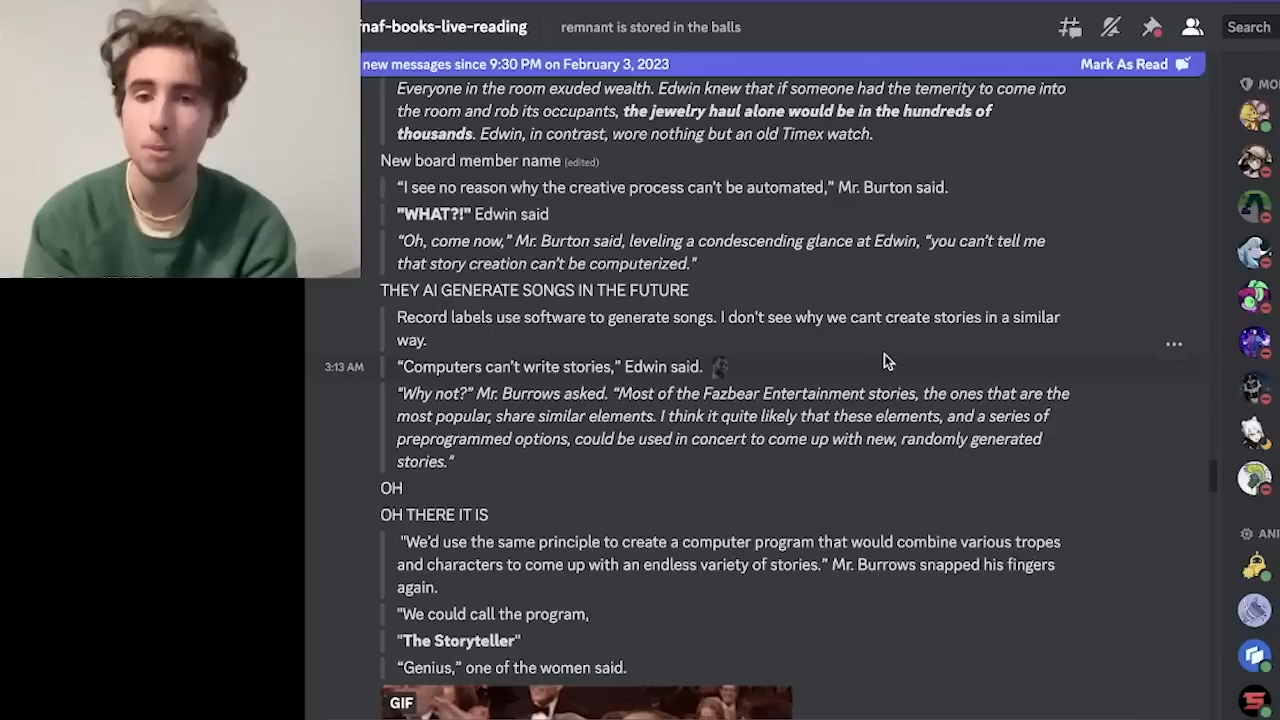 fnaf-books-live-reading
remnant is stored in the balls
Search
new messages since 9:30 PM on February 3, 2023
Mark As Read
Everyone in the room exuded wealth. Edwin knew that if someone had the temerity to come into
the room and rob its occupants, the jewelry haul alone would be in the hundreds of
thousands. Edwin, in contrast, wore nothing but an old Timex watch.
New board member name (edited)
“I see no reason why the creative process can’t be automated,” Mr. Burton said.
"WHAT?!" Edwin said
“Oh, come now,” Mr. Burton said, leveling a condescending glance at Edwin, “you can’t tell me
that story creation can’t be computerized."
THEY AI GENERATE SONGS IN THE FUTURE
Record labels use software to generate songs. I don’t see why we cant create stories in a similar
way.
3:13 AM
“Computers can’t write stories,” Edwin said.
“Why not?” Mr. Burrows asked. “Most of the Fazbear Entertainment stories, the ones that are the
most popular, share similar elements. I think it quite likely that these elements, and a series of
preprogrammed options, could be used in concert to come up with new, randomly generated
stories."
OH
OH THERE IT IS
"We’d use the same principle to create a computer program that would combine various tropes
and characters to come up with an endless variety of stories.” Mr. Burrows snapped his fingers
again.
"We could call the program,
"The Storyteller"
“Genius,” one of the women said.
GIF